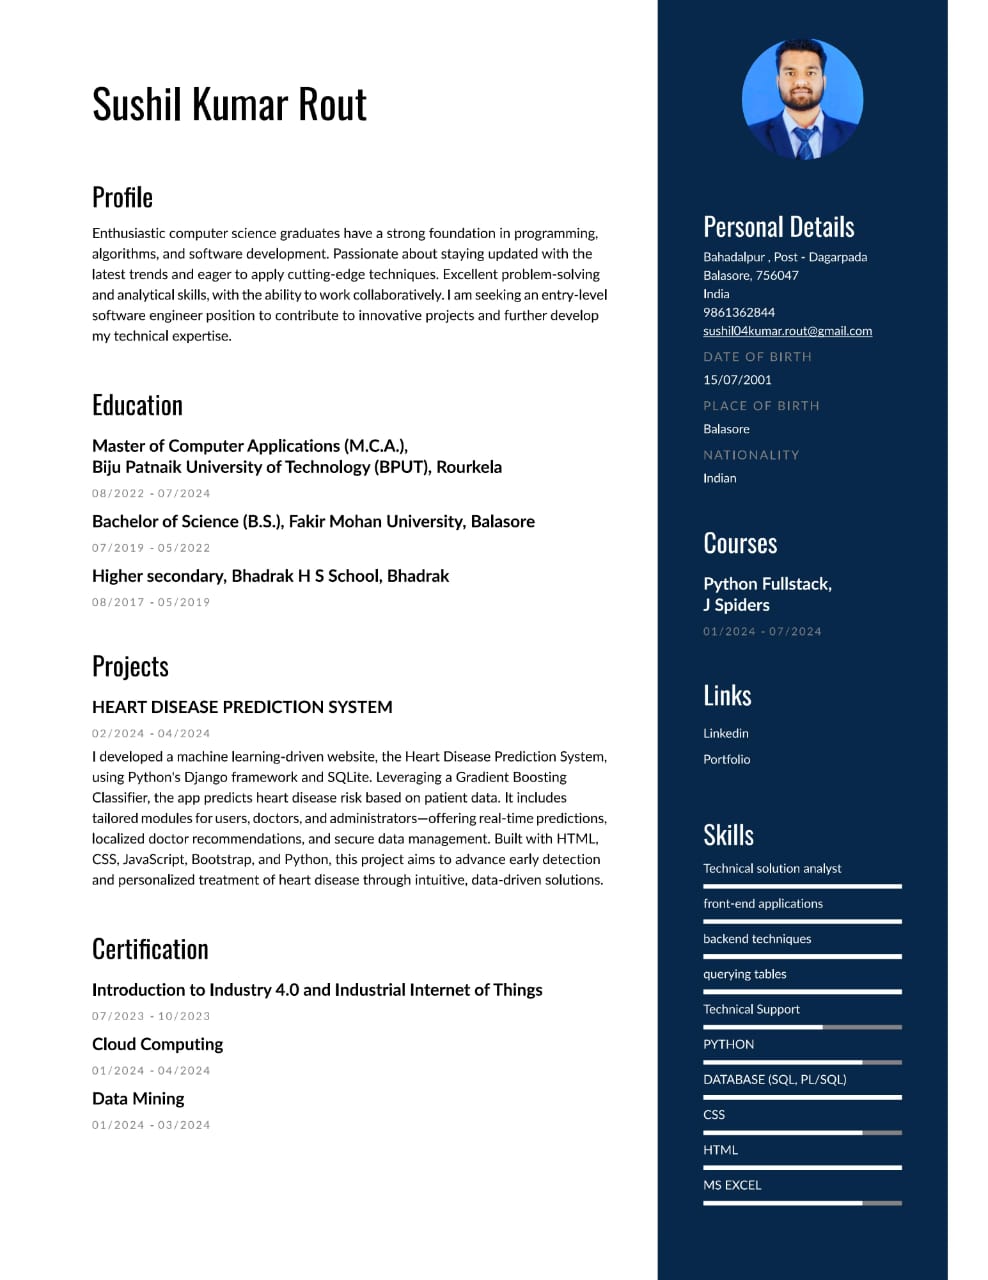 Sushil Kumar Rout
Profile
Enthusiastic computer science graduates have a strong foundation in programming,
algorithms, and software development. Passionate about staying updated with the
latest trends and eager to apply cutting-edge techniques. Excellent problem-solving
and analytical skills, with the ability to work collaboratively. I am seeking an entry-level
software engineer position to contribute to innovative projects and further develop
my technical expertise.
Education
Master of Computer Applications (M.C.A.),
Biju Patnaik University of Technology (BPUT), Rourkela
08/2022 - 07/2024
Bachelor of Science (B.S.), Fakir Mohan University, Balasore
07/2019 - 05/2022
Higher secondary, Bhadrak H S School, Bhadrak
08/2017 - 05/2019
Projects
HEART DISEASE PREDICTION SYSTEM
02/2024 - 04/2024
I developed a machine learning-driven website, the Heart Disease Prediction System,
using Python's Django framework and SQLite. Leveraging a Gradient Boosting
Classifier, the app predicts heart disease risk based on patient data. It includes
tailored modules for users, doctors, and administrators—offering real-time predictions,
localized doctor recommendations, and secure data management. Built with HTML,
CSS, JavaScript, Bootstrap, and Python, this project aims to advance early detection
and personalized treatment of heart disease through intuitive, data-driven solutions.
Certification
Introduction to Industry 4.0 and Industrial Internet of Things
07/2023 - 10/2023
Cloud Computing
01/2024 - 04/2024
Data Mining
01/2024 - 03/2024
Personal Details
Bahadalpur , Post - Dagarpada
Balasore, 756047
India
9861362844
sushil04kumar.rout@gmail.com
DATE OF BIRTH
15/07/2001
PLACE OF BIRTH
Balasore
NATIONALITY
Indian
Courses
Python Fullstack,
J Spiders
01/2024 - 07/2024
Links
Linkedin
Portfolio
Skills
Technical solution analyst
front-end applications
backend techniques
querying tables
Technical Support
PYTHON
DATABASE (SQL, PL/SQL)
CSS
HTML
MS EXCEL